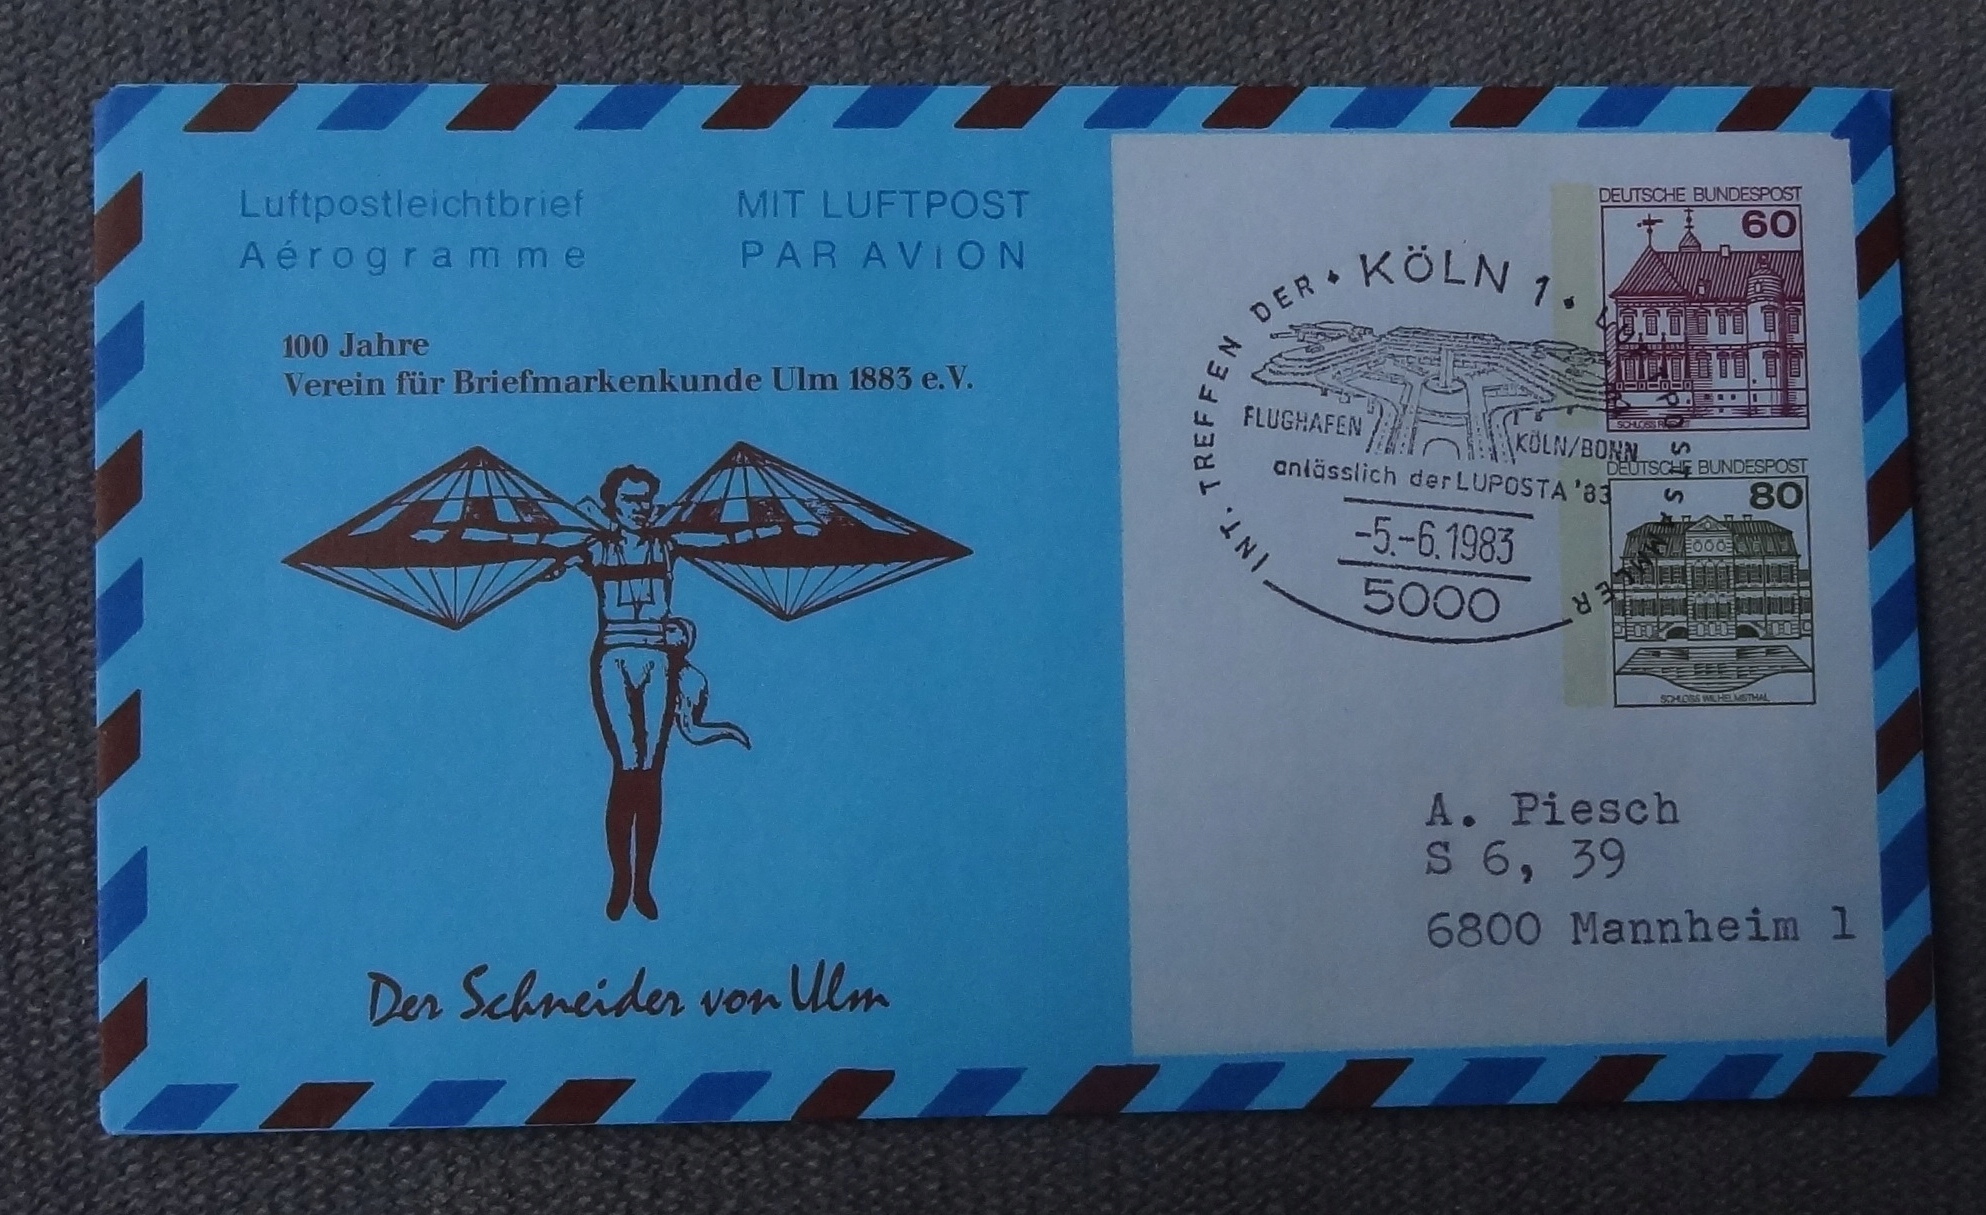 Luftpostleichtbrief
Aérogramme
MIT LUFTPOST
PAR AVION
100 Jahre
Verein für Briefmarkenkunde Ulm 1883 e.V.
Der Schneider von Ulm
DEUTSCHE BUNDESPOST
60
SCHLOSS
DEUTSCHE BUNDESPOST
80
SCHLOSS WILHELMSTHAL
• KÖLN 1 •
INT. TREFFEN DER
SAMMLER
FLUGHAFEN
KÖLN/BONN
anlässlich der LUPOSTA '83
-5.-6.1983
5000
A. Piesch
S 6, 39
6800 Mannheim 1